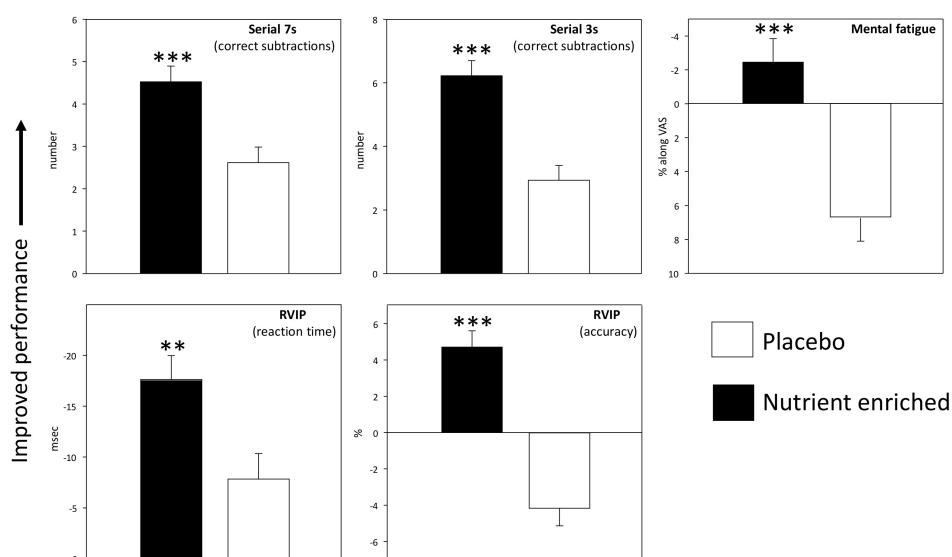 Serial 7s
(correct subtractions)
***
number
6
5
4
3
2
1
0
Serial 3s
(correct subtractions)
***
number
8
6
4
2
0
Mental fatigue
***
% along VAS
-4
-2
0
2
4
6
8
10
Improved performance
RVIP
(reaction time)
**
msec
-20
-15
-10
-5
RVIP
(accuracy)
***
%
6
4
2
0
-2
-4
-6
Placebo
Nutrient enriched